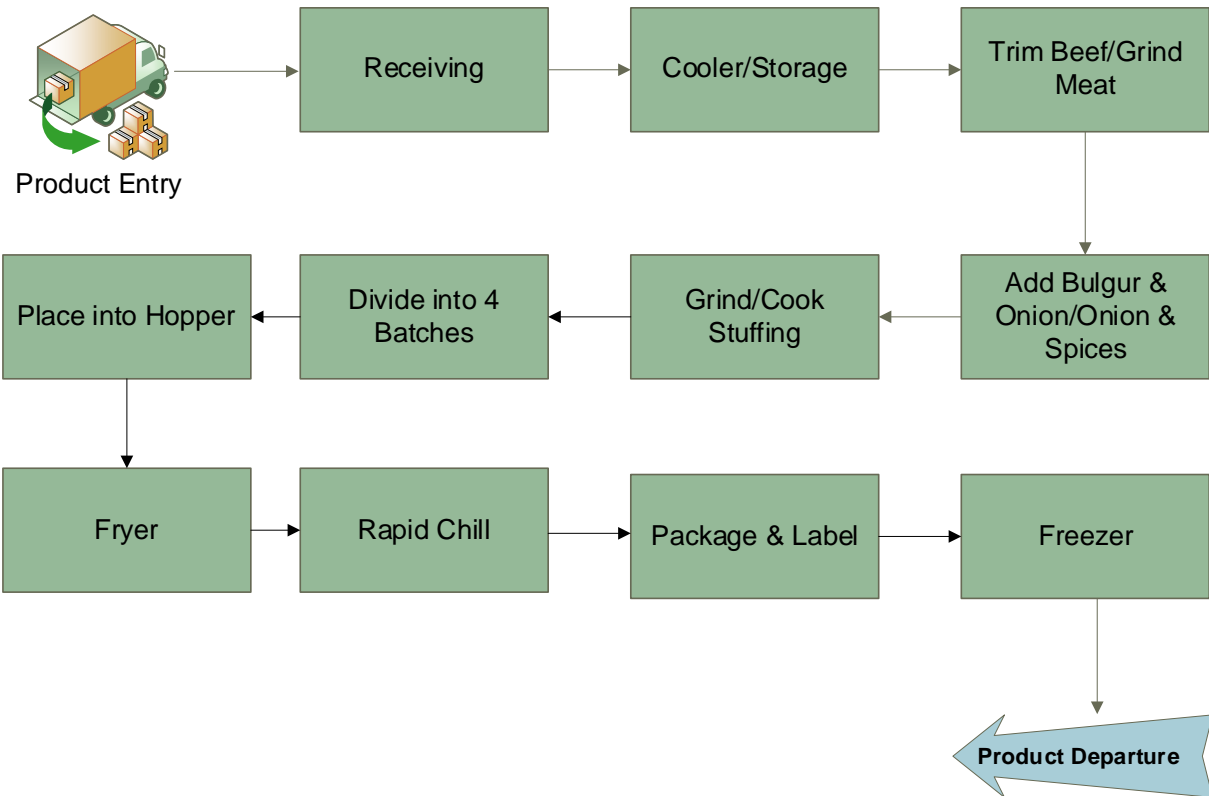 Product Entry
Receiving
Cooler/Storage
Trim Beef/Grind
Meat
Add Bulgur &
Onion/Onion &
Spices
Grind/Cook
Stuffing
Divide into 4
Batches
Place into Hopper
Fryer
Rapid Chill
Package & Label
Freezer
Product Departure